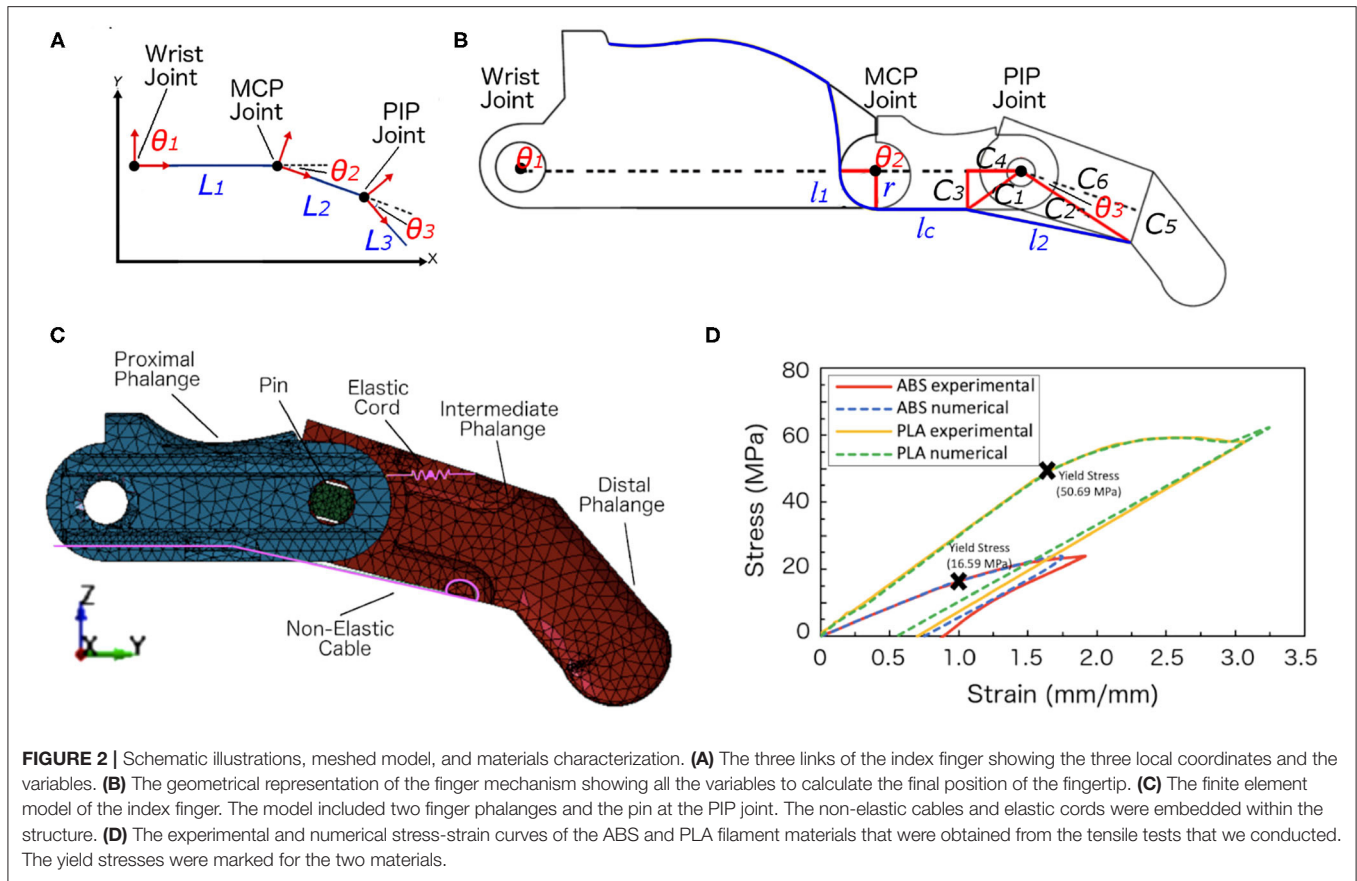 A
Wrist
Joint
MCP
Joint
PIP
Joint
Y
θ1
θ2
θ3
L1
L2
L3
X
B
Wrist
Joint
MCP
Joint
PIP
Joint
θ1
θ2
C4
C6
l1
r
C3
C1
C2
θ3
C5
lc
l2
C
Proximal
Phalange
Pin
Elastic
Cord
Intermediate
Phalange
Distal
Phalange
Non-Elastic
Cable
Z
X
Y
D
80
60
40
20
0
Stress (MPa)
ABS experimental
ABS numerical
PLA experimental
PLA numerical
Yield Stress
(50.69 MPa)
Yield Stress
(16.59 MPa)
0 0.5 1.0 1.5 2.0 2.5 3.0 3.5
Strain (mm/mm)
FIGURE 2 | Schematic illustrations, meshed model, and materials characterization. (A) The three links of the index finger showing the three local coordinates and the
variables. (B) The geometrical representation of the finger mechanism showing all the variables to calculate the final position of the fingertip. (C) The finite element
model of the index finger. The model included two finger phalanges and the pin at the PIP joint. The non-elastic cables and elastic cords were embedded within the
structure. (D) The experimental and numerical stress-strain curves of the ABS and PLA filament materials that were obtained from the tensile tests that we conducted.
The yield stresses were marked for the two materials.